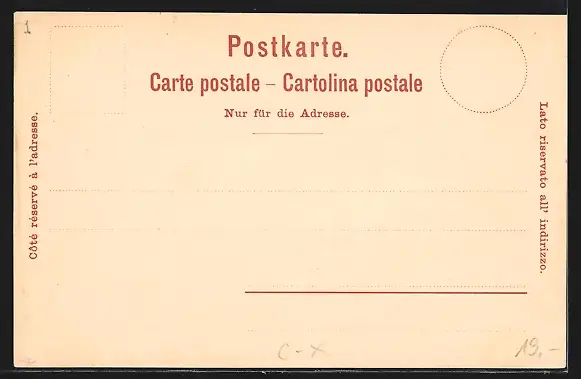 1
Postkarte.
Carte postale – Cartolina postale
Nur für die Adresse.
Côté réservé à l'adresse.
Lato riservato all' indirizzo.
C-x
19.-